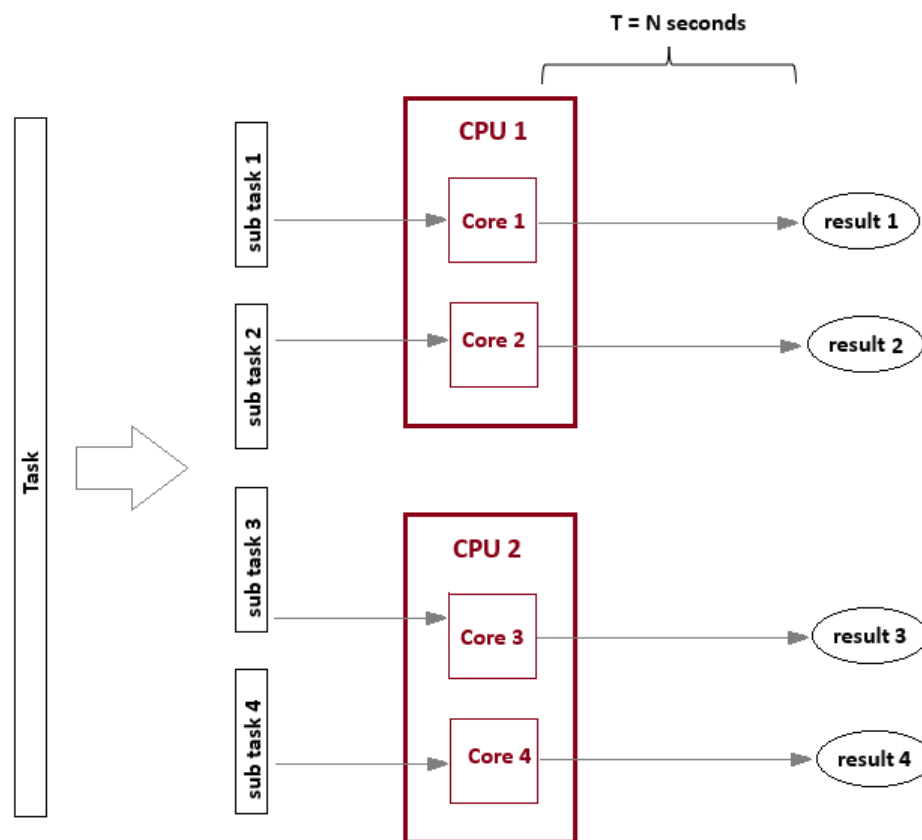 T = N seconds
Task
sub task 1
sub task 2
sub task 3
sub task 4
CPU 1
Core 1
Core 2
CPU 2
Core 3
Core 4
result 1
result 2
result 3
result 4